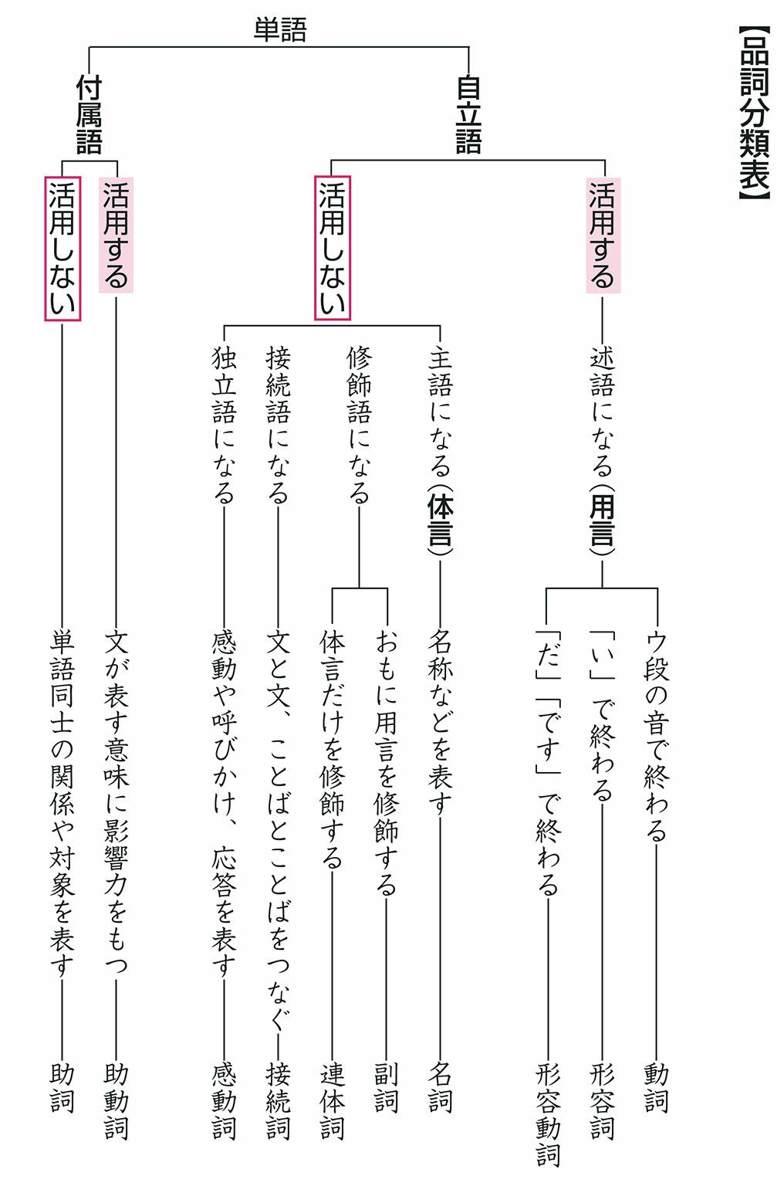 【品詞分類表】
単語
自立語
活用する
述語になる(用言)
ウ段の音で終わる
動詞
「い」で終わる
形容詞
「だ」「です」で終わる
形容動詞
活用しない
主語になる(体言)
名称などを表す
名詞
修飾語になる
おもに用言を修飾する
副詞
体言だけを修飾する
連体詞
接続語になる
文と文、ことばとことばをつなぐ
接続詞
独立語になる
感動や呼びかけ、応答を表す
感動詞
付属語
活用する
文が表す意味に影響力をもつ
助動詞
活用しない
単語同士の関係や対象を表す
助詞